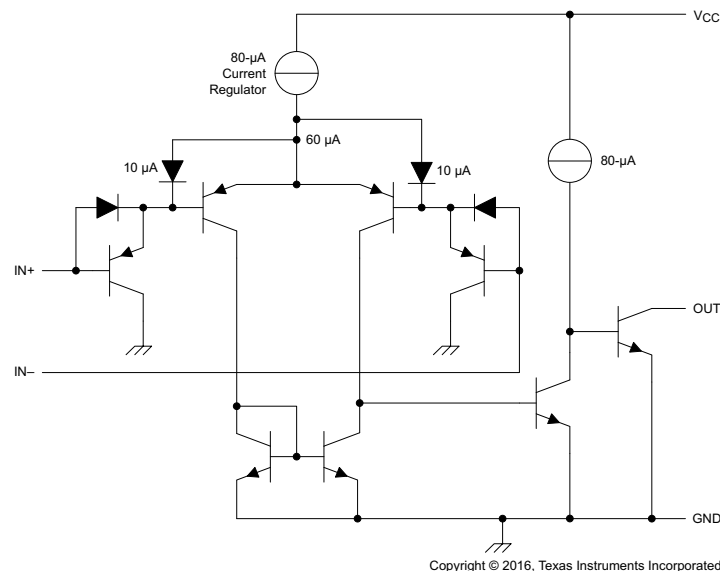 VCC
80-µA
Current
Regulator
60 µA
10 µA
10 µA
80-µA
IN+
OUT
IN–
GND
Copyright © 2016, Texas Instruments Incorporated